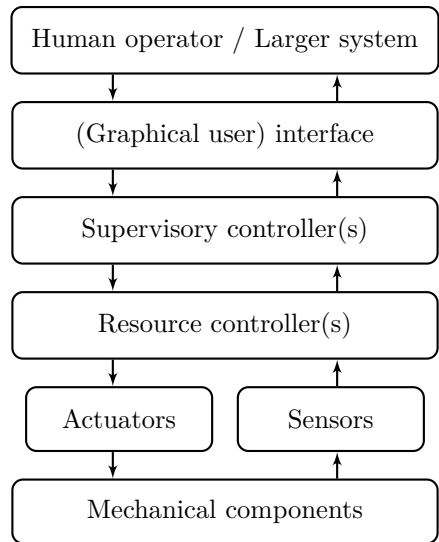 Human operator / Larger system
(Graphical user) interface
Supervisory controller(s)
Resource controller(s)
Actuators
Sensors
Mechanical components